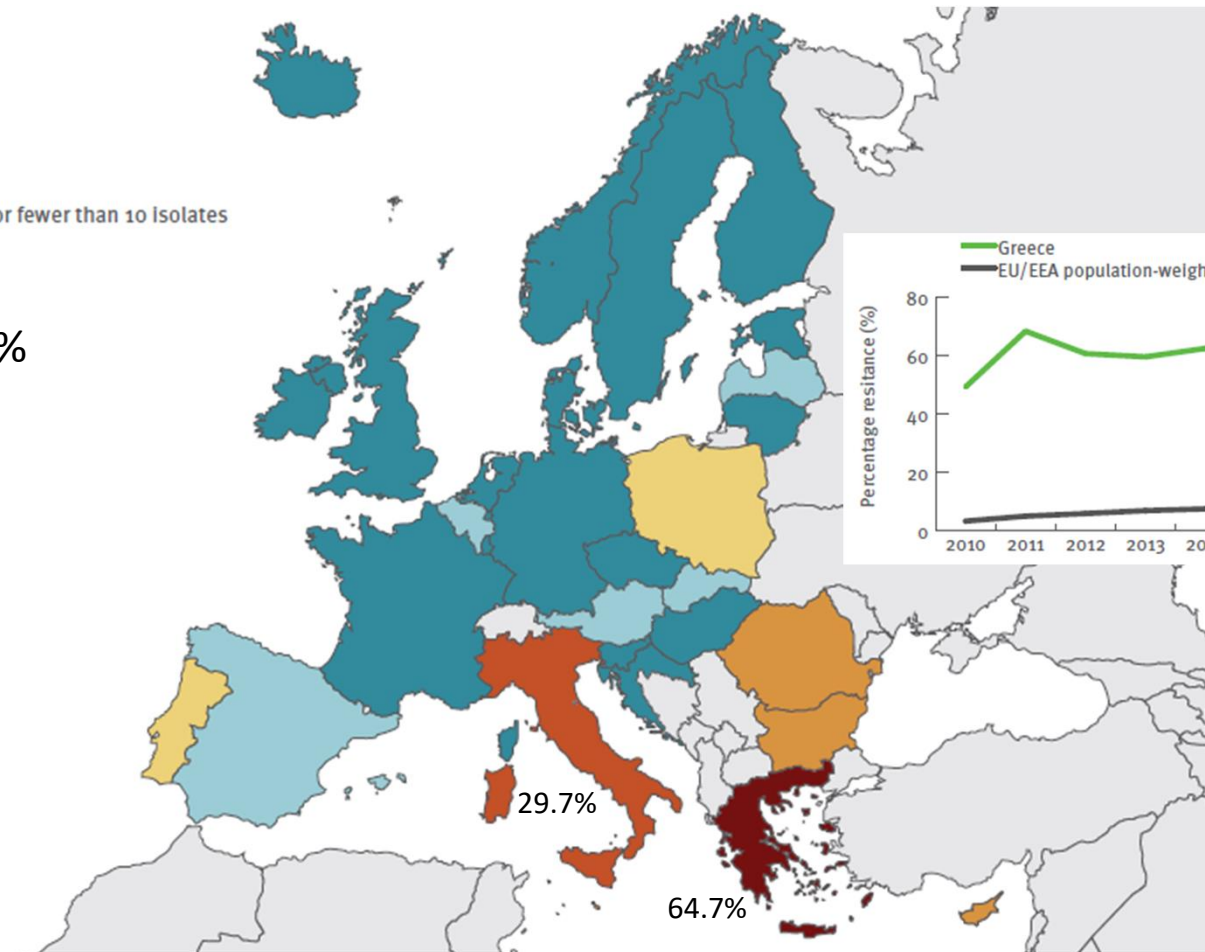 or fewer than 10 isolates
%
Greece
EU/EEA population-weigh
Percentage resitance (%)
80
60
40
20
0
2010 2011 2012 2013 20
29.7%
64.7%